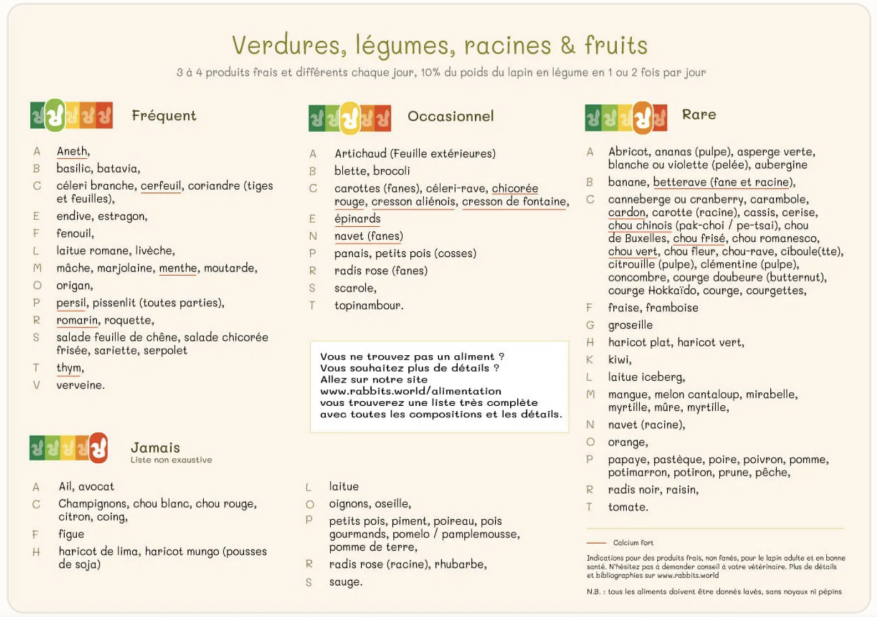 Verdures, légumes, racines & fruits
3 à 4 produits frais et différents chaque jour, 10% du poids du lapin en légume en 1 ou 2 fois par jour
Fréquent
A Aneth,
B basilic, batavia,
C céleri branche, cerfeuil, coriandre (tiges
et feuilles),
E endive, estragon,
F fenouil,
L laitue romane, livèche,
M mâche, marjolaine, menthe, moutarde,
O origan,
P persil, pissenlit (toutes parties),
R romarin, roquette,
S salade feuille de chêne, salade chicorée
frisée, sariette, serpolet
T thym,
V verveine.
Occasionnel
A Artichaud (Feuille extérieures)
B blette, brocoli
C carottes (fanes), céleri-rave, chicorée
rouge, cresson aliénois, cresson de fontaine,
E épinards
N navet (fanes)
P panais, petits pois (cosses)
R radis rose (fanes)
S scarole,
T topinambour.
Vous ne trouvez pas un aliment ?
Vous souhaitez plus de détails ?
Allez sur notre site
www.rabbits.world/alimentation
vous trouverez une liste très complète
avec toutes les compositions et les détails.
Rare
A Abricot, ananas (pulpe), asperge verte,
blanche ou violette (pelée), aubergine
B banane, betterave (fane et racine),
C canneberge ou cranberry, carambole,
cardon, carotte (racine), cassis, cerise,
chou chinois (pak-choi / pe-tsai), chou
de Buxelles, chou frisé, chou romanesco,
chou vert, chou fleur, chou-rave, ciboule(tte),
citrouille (pulpe), clémentine (pulpe),
concombre, courge doubeure (butternut),
courge Hokkaïdo, courge, courgettes,
F fraise, framboise
G groseille
H haricot plat, haricot vert,
K kiwi,
L laitue iceberg,
M mangue, melon cantaloup, mirabelle,
myrtille, mûre, myrtille,
N navet (racine),
O orange,
P papaye, pastèque, poire, poivron, pomme,
potimarron, potiron, prune, pêche,
R radis noir, raisin,
T tomate.
Jamais
Liste non exaustive
A Ail, avocat
C Champignons, chou blanc, chou rouge,
citron, coing,
F figue
H haricot de lima, haricot mungo (pousses
de soja)
L laitue
O oignons, oseille,
P petits pois, piment, poireau, pois
gourmands, pomelo / pamplemousse,
pomme de terre,
R radis rose (racine), rhubarbe,
S sauge.
Calcium fort
Indications pour des produits frais, non fanés, pour le lapin adulte et en bonne
santé. N'hésitez pas à demander conseil à votre vétérinaire. Plus de détails
et bibliographies sur www.rabbits.world
N.B. : tous les aliments doivent être donnés lavés, sans noyaux ni pépins